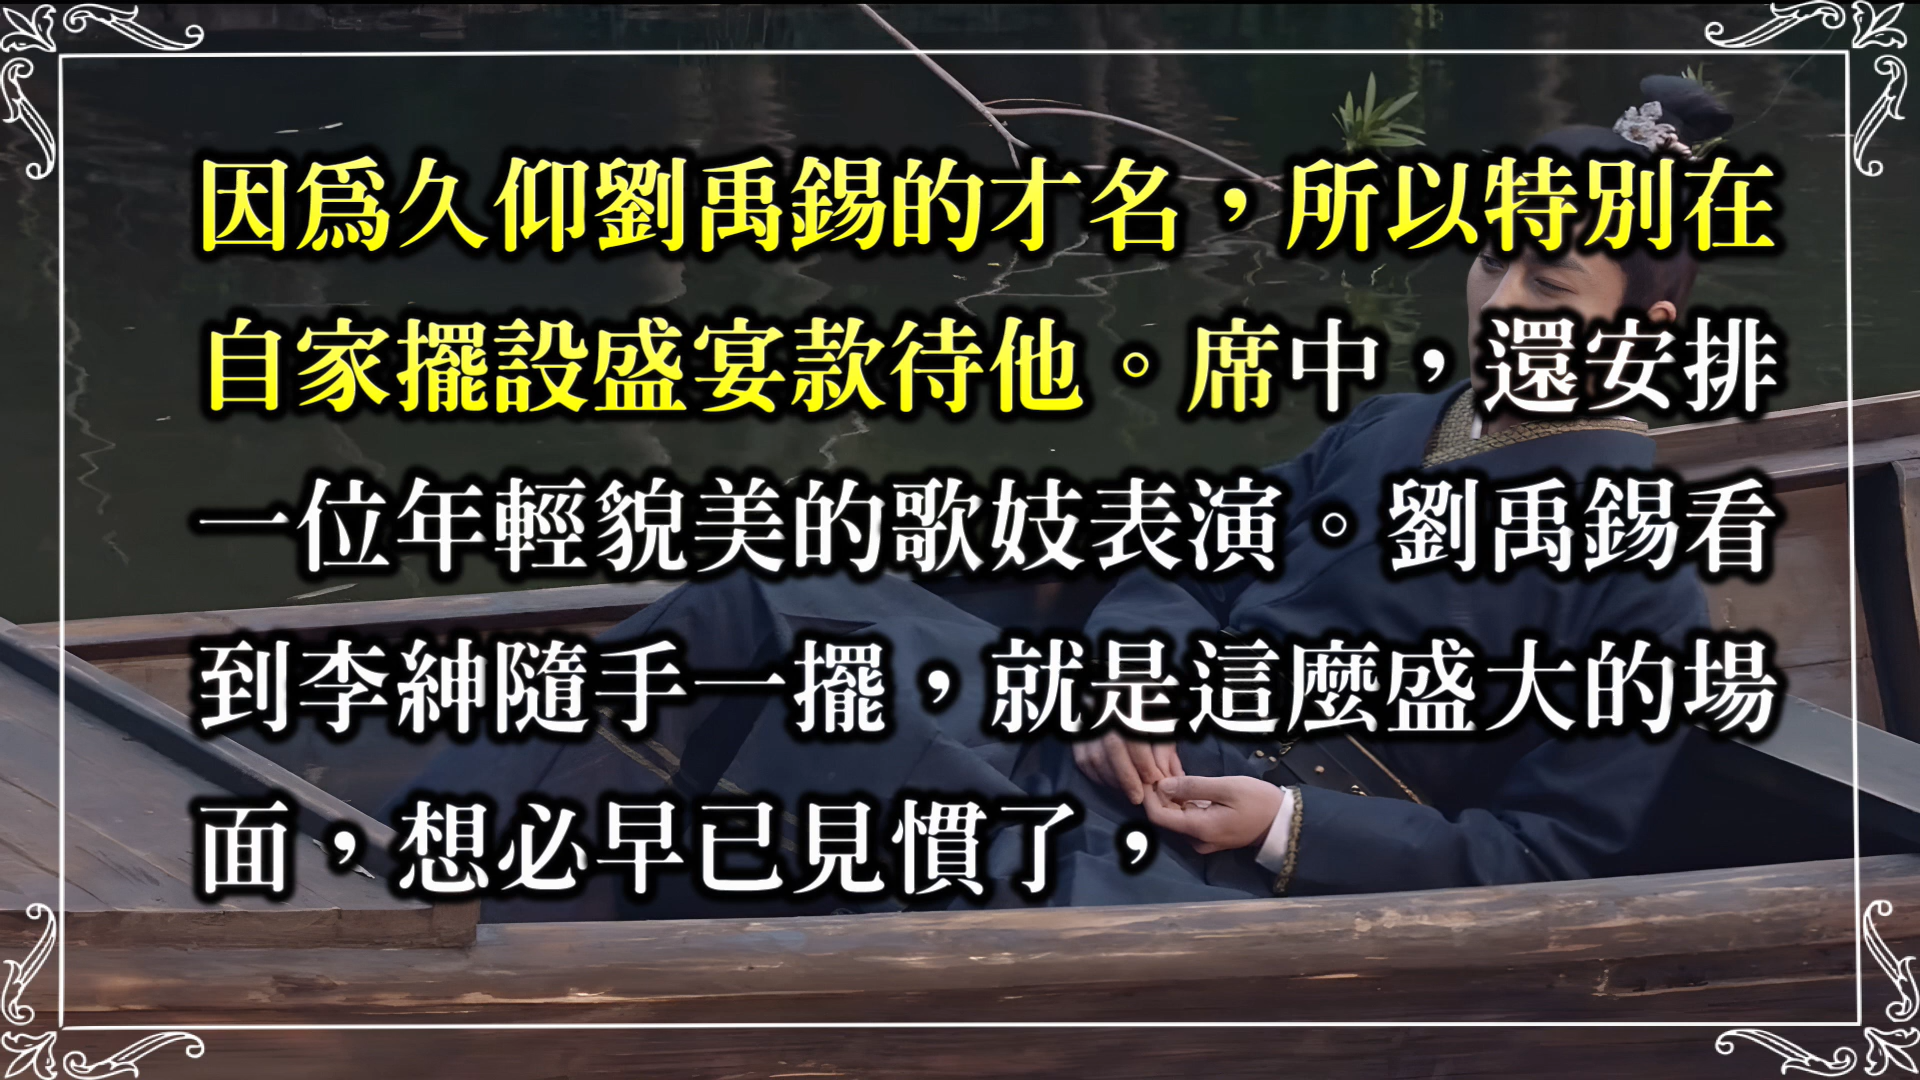 因爲久仰劉禹錫的才名，所以特別在
自家擺設盛宴款待他。席中，還安排
一位年輕貌美的歌妓表演。劉禹錫看
到李紳隨手一擺，就是這麼盛大的場
面，想必早已見慣了，